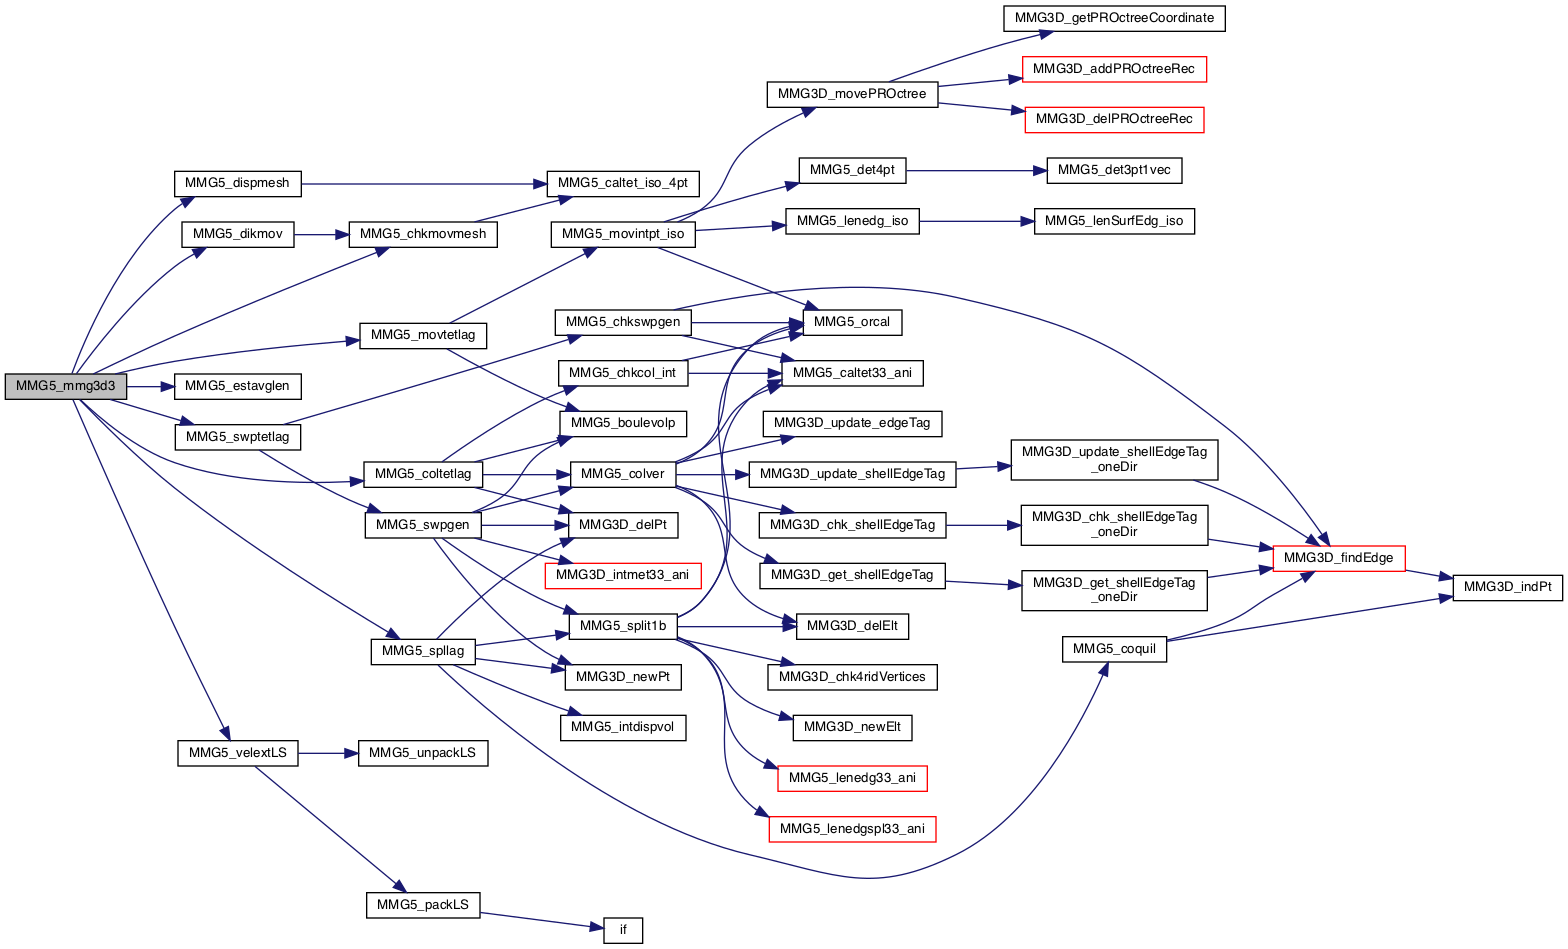 MMG3D_getPROctreeCoordinate
MMG3D_addPROctreeRec
MMG3D_movePROctree
MMG3D_delPROctreeRec
MMG5_det4pt
MMG5_det3pt1vec
MMG5_dispmesh
MMG5_caltet_iso_4pt
MMG5_lenedg_iso
MMG5_lenSurfEdg_iso
MMG5_dikmov
MMG5_chkmovmesh
MMG5_movintpt_iso
MMG5_chkswpgen
MMG5_orcal
MMG5_movtetlag
MMG5_chkcol_int
MMG5_caltet33_ani
MMG5_mmg3d3
MMG5_estavglen
MMG5_boulevolp
MMG3D_update_edgeTag
MMG5_swptetlag
MMG3D_update_shellEdgeTag
_oneDir
MMG5_coltetlag
MMG5_colver
MMG3D_update_shellEdgeTag
MMG5_swpgen
MMG3D_delPt
MMG3D_chk_shellEdgeTag
MMG3D_chk_shellEdgeTag
_oneDir
MMG3D_findEdge
MMG3D_intmet33_ani
MMG3D_get_shellEdgeTag
MMG3D_get_shellEdgeTag
_oneDir
MMG3D_indPt
MMG5_split1b
MMG3D_delElt
MMG5_spllag
MMG5_coquil
MMG3D_newPt
MMG3D_chk4ridVertices
MMG5_intdispvol
MMG3D_newElt
MMG5_velextLS
MMG5_unpackLS
MMG5_lenedg33_ani
MMG5_lenedgspl33_ani
MMG5_packLS
if